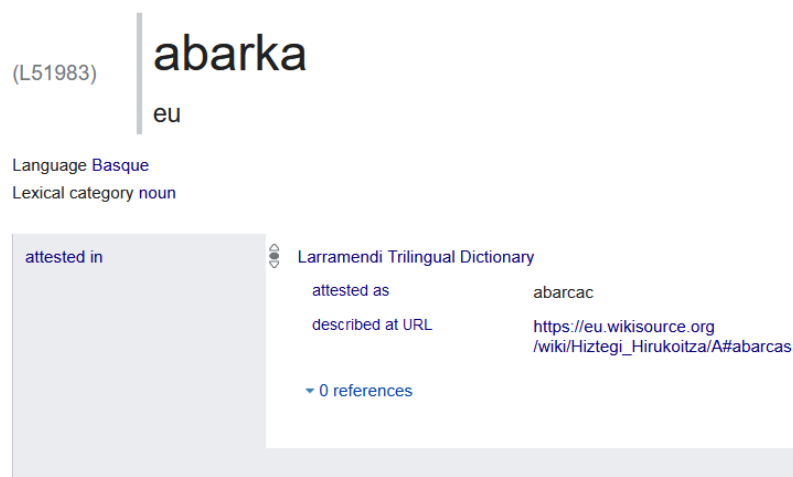 (L51983)
abarka
eu
Language Basque
Lexical category noun
attested in
Larramendi Trilingual Dictionary
attested as abarcac
described at URL https://eu.wikisource.org
/wiki/Hiztegi_Hirukoitza/A#abarcas
0 references